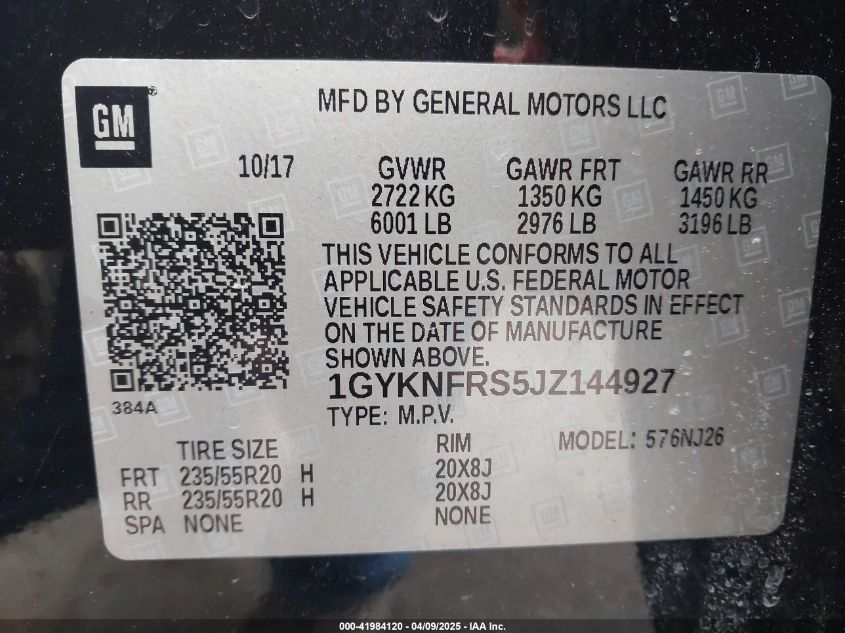 GM
MFD BY GENERAL MOTORS LLC
10/17 GVWR GAWR FRT GAWR RR
2722 KG 1350 KG 1450 KG
6001 LB 2976 LB 3196 LB
THIS VEHICLE CONFORMS TO ALL
APPLICABLE U.S. FEDERAL MOTOR
VEHICLE SAFETY STANDARDS IN EFFECT
ON THE DATE OF MANUFACTURE
SHOWN ABOVE.
384A
1GYKNFRS5JZ144927
TYPE: M.P.V.
TIRE SIZE RIM MODEL: 576NJ26
FRT 235/55R20 H 20X8J
RR 235/55R20 H 20X8J
SPA NONE NONE
000-41984120 - 04/09/2025 - IAA Inc.